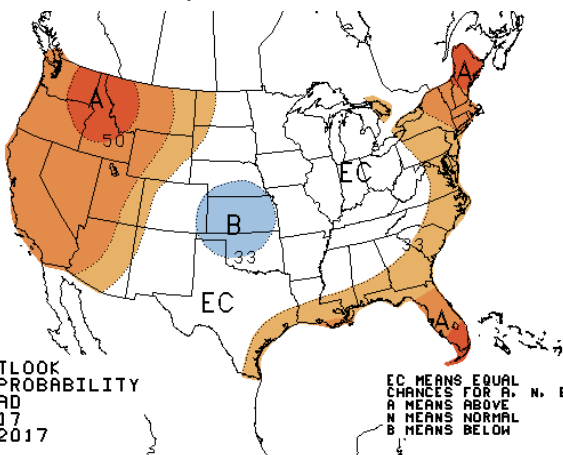 A
A
50
EC
B
33
33
EC
A
TLOOK
PROBABILITY
AD
17
2017
EC MEANS EQUAL
CHANCES FOR A, N, B
A MEANS ABOVE
N MEANS NORMAL
B MEANS BELOW